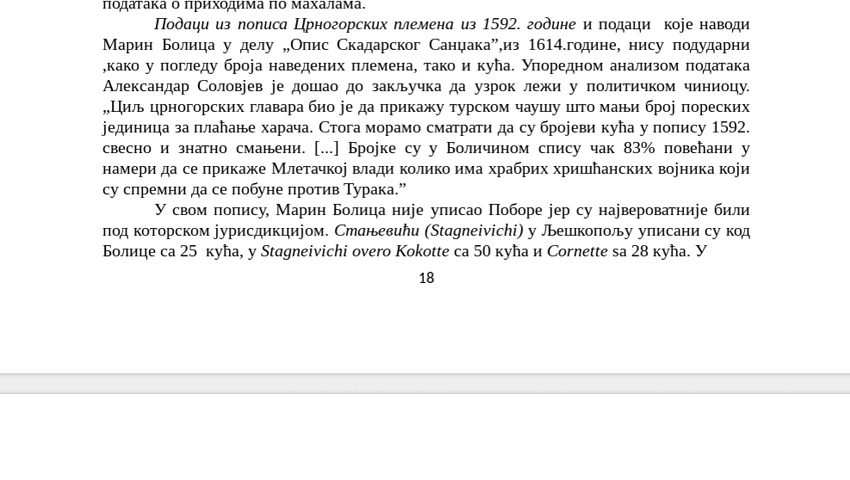 података о приходима по махалама.
Подаци из пописа Црногорских племена из 1592. године и подаци које наводи
Марин Болица у делу „Опис Скадарског Санџака”,из 1614.године, нису подударни
,како у погледу броја наведених племена, тако и кућа. Упоредном анализом података
Александар Соловјев је дошао до закључка да узрок лежи у политичком чиниоцу.
„Циљ црногорских главара био је да прикажу турском чаушу што мањи број пореских
јединица за плаћање харача. Стога морамо сматрати да су бројеви кућа у попису 1592.
свесно и знатно смањени. [...] Бројке су у Боличином спису чак 83% повећани у
намери да се прикаже Млетачкој влади колико има храбрих хришћанских војника који
су спремни да се побуне против Турака.”
У свом попису, Марин Болица није уписао Поборе јер су највероватније били
под которском јурисдикцијом. Стањевићи (Stagneivichi) у Љешкопољу уписани су код
Болице са 25 кућа, у Stagneivichi overo Kokotte са 50 кућа и Cornette sa 28 кућа. У
18